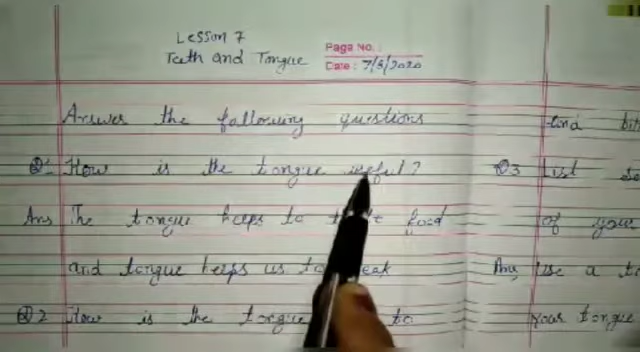 Lesson 7
Teeth and Tongue
Page No. :
Date : 7/8/2020
Answer the following questions
Q1 How is the tongue useful?
Ans The tongue helps to food
and tongue helps us to
Q2 How is the tongue to
and
Q3 List
of your
Ans, Use a
your tongue